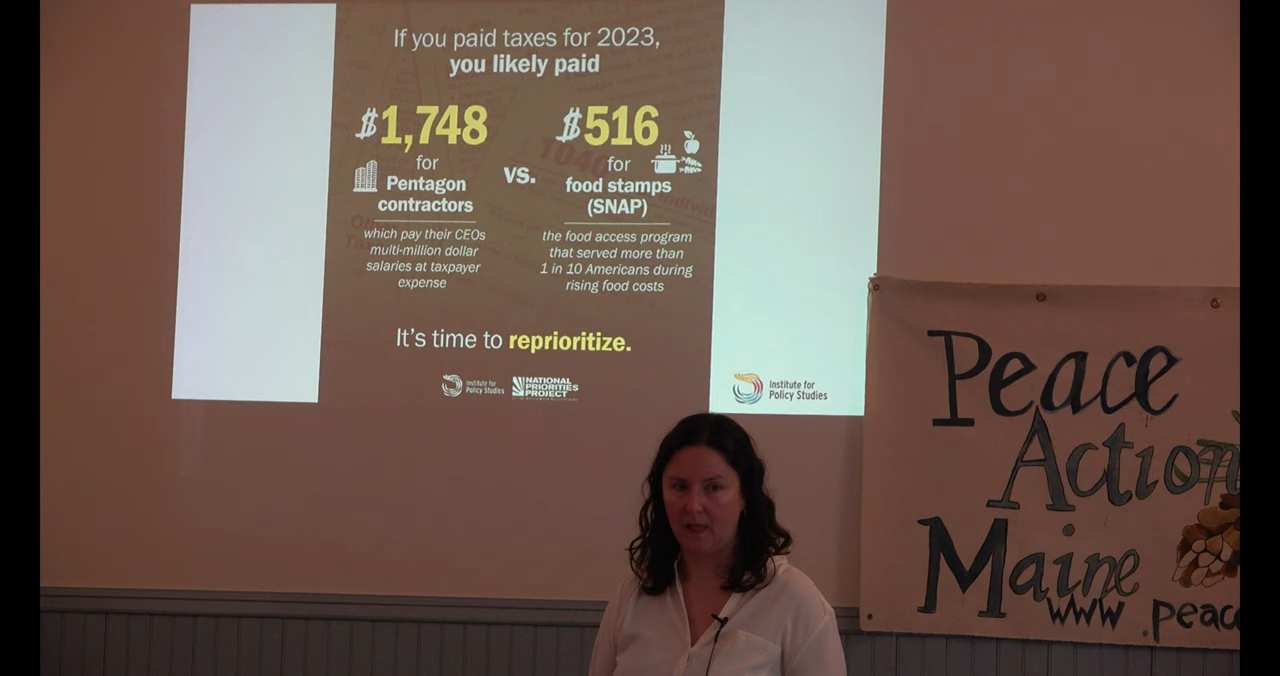 If you paid taxes for 2023,
you likely paid
$1,748
for
Pentagon
contractors
which pay their CEOs
multi-million dollar
salaries at taxpayer
expense
vs.
$516
for
food stamps
(SNAP)
the food access program
that served more than
1 in 10 Americans during
rising food costs
1040
It's time to reprioritize.
Institute for
Policy Studies
NATIONAL
PRIORITIES
PROJECT
Institute for
Policy Studies
Peace
Action
Maine
www.peac